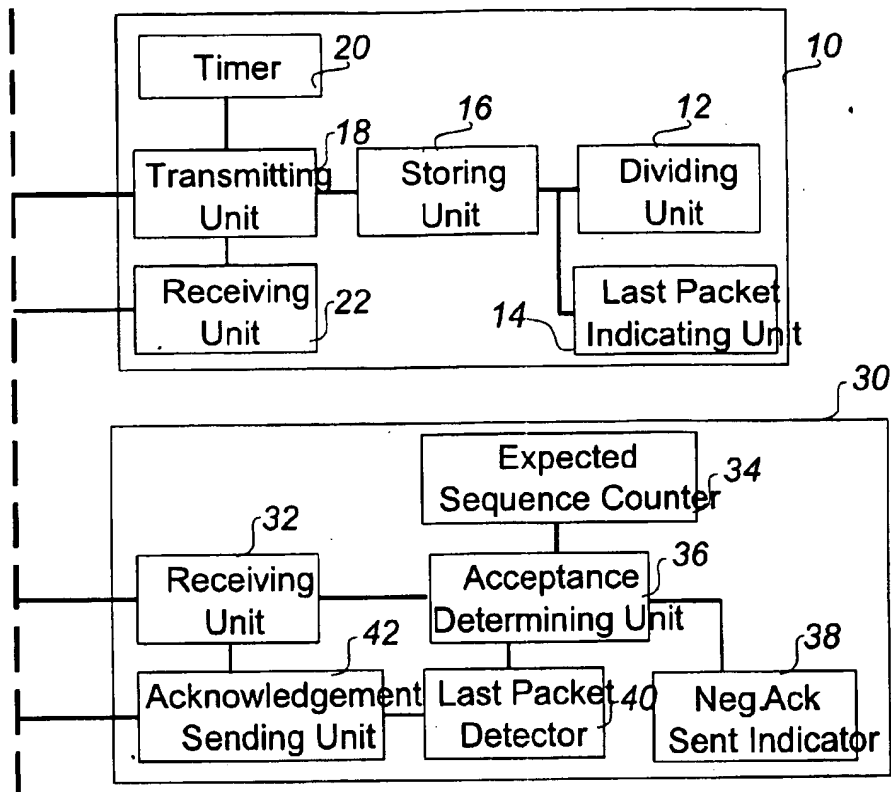 Timer
20
10
18
16
12
Transmitting
Unit
Storing
Unit
Dividing
Unit
Receiving
Unit
22
14
Last Packet
Indicating Unit
30
Expected
Sequence Counter
34
32
Receiving
Unit
Acceptance
Determining Unit
36
42
38
Acknowledgement
Sending Unit
Last Packet
Detector
40
Neg.Ack
Sent Indicator